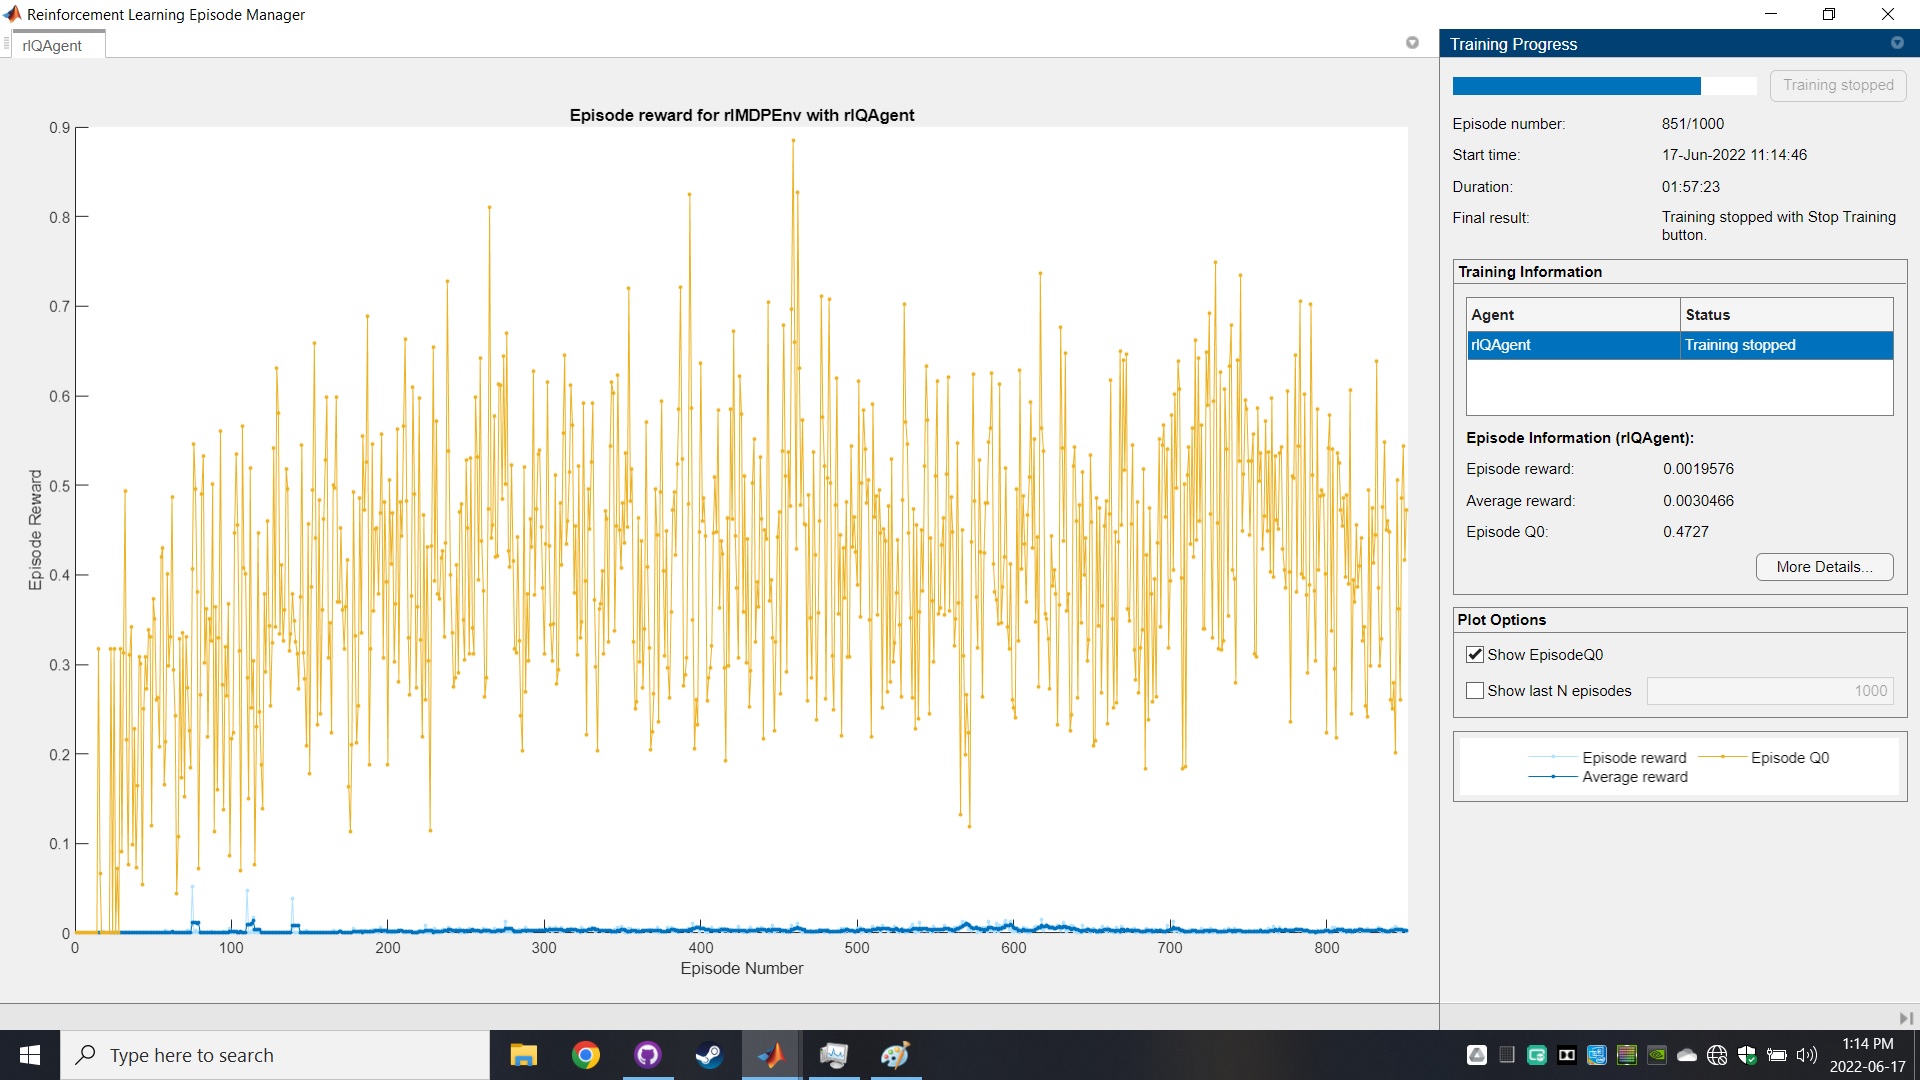 Reinforcement Learning Episode Manager
rlQAgent
Training Progress
Training stopped
Episode number: 851/1000
Start time: 17-Jun-2022 11:14:46
Duration: 01:57:23
Final result: Training stopped with Stop Training
button.
Training Information
Agent Status
rlQAgent Training stopped
Episode Information (rlQAgent):
Episode reward: 0.0019576
Average reward: 0.0030466
Episode Q0: 0.4727
More Details...
Plot Options
Show EpisodeQ0
Show last N episodes 1000
Episode reward Episode Q0
Average reward
Episode reward for rlMDPEnv with rlQAgent
0.9
0.8
0.7
0.6
0.5
0.4
0.3
0.2
0.1
0
Episode Reward
0 100 200 300 400 500 600 700 800
Episode Number
Type here to search
1:14 PM
2022-06-17